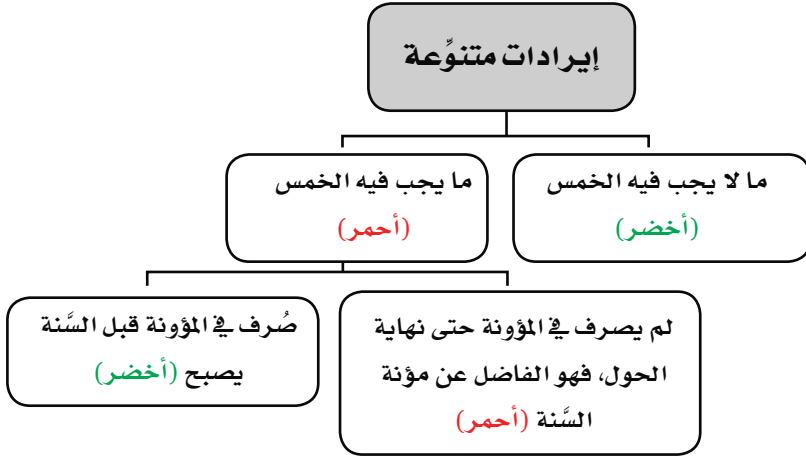 إيرادات متنوِّعة
ما لا يجب فيه الخمس
(أخضر)
ما يجب فيه الخمس
(أحمر)
لم يصرف في المؤونة حتى نهاية
الحول، فهو الفاضل عن مؤنة
السَّنة (أحمر)
صُرف في المؤونة قبل السَّنة
يصبح (أخضر)